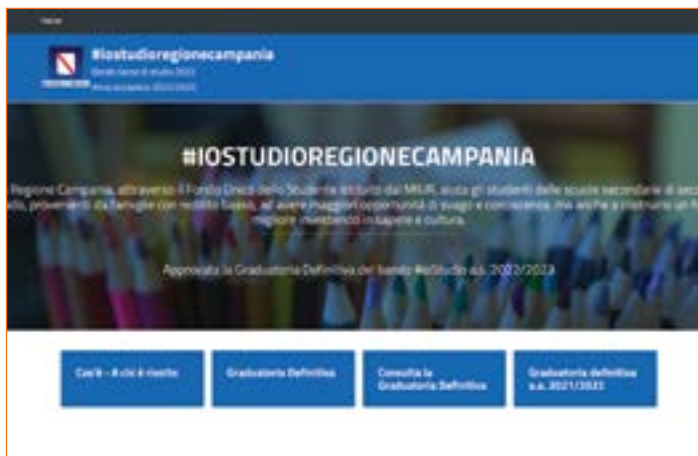 Home
#iostudioregionecampania
Bando borse di studio 2023
Anno scolastico 2022/2023
#IOSTUDIOREGIONECAMPANIA
Regione Campania, attraverso il Fondo Unico dello Studente istituito dal MIUR, aiuta gli studenti delle scuole secondarie di
provenienti da famiglie con reddito basso, ad avere maggiori opportunità di svago e conoscenza, ma anche a costruirsi un
migliore investendo in sapere e cultura.
Approvata la Graduatoria Definitiva del bando #ioStudio a.s. 2022/2023
Cos'è - A chi è rivolto
Graduatoria Definitiva
Consulta la
Graduatoria Definitiva
Graduatoria definitiva
a.s. 2021/2022